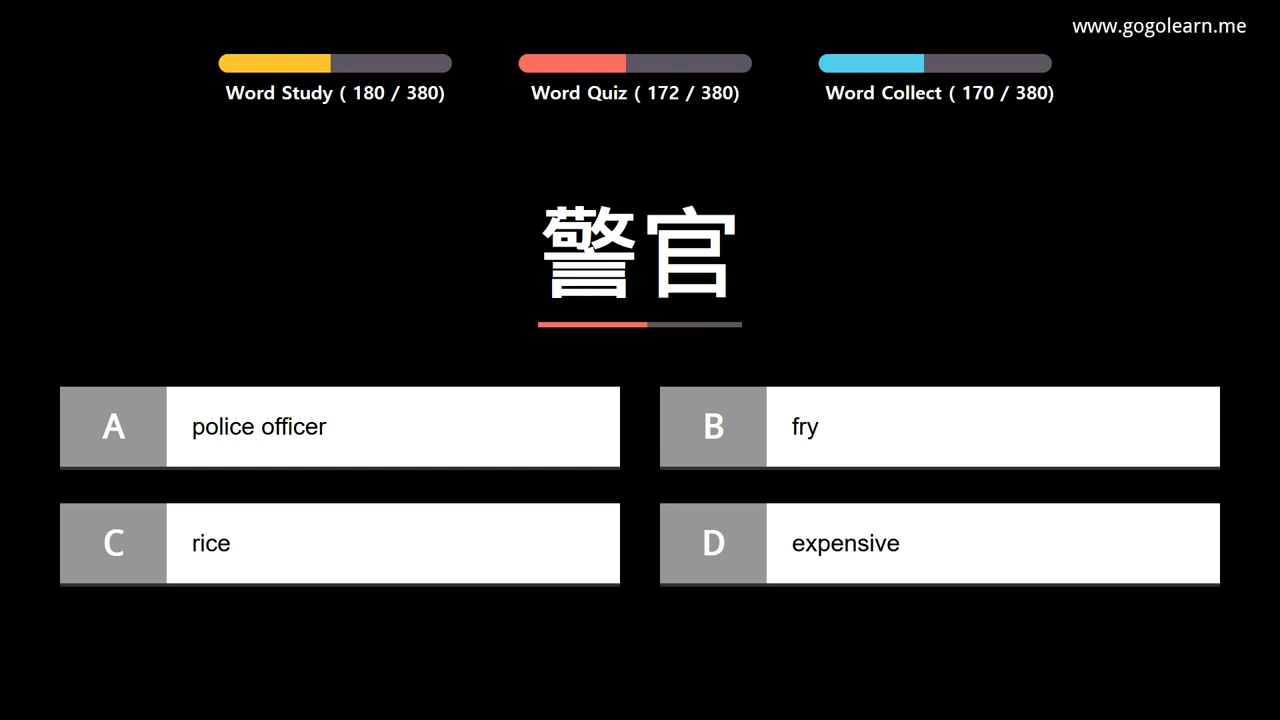 www.gogolearn.me
Word Study ( 180 / 380)
Word Quiz ( 172 / 380)
Word Collect ( 170 / 380)
警官
A police officer
B fry
C rice
D expensive